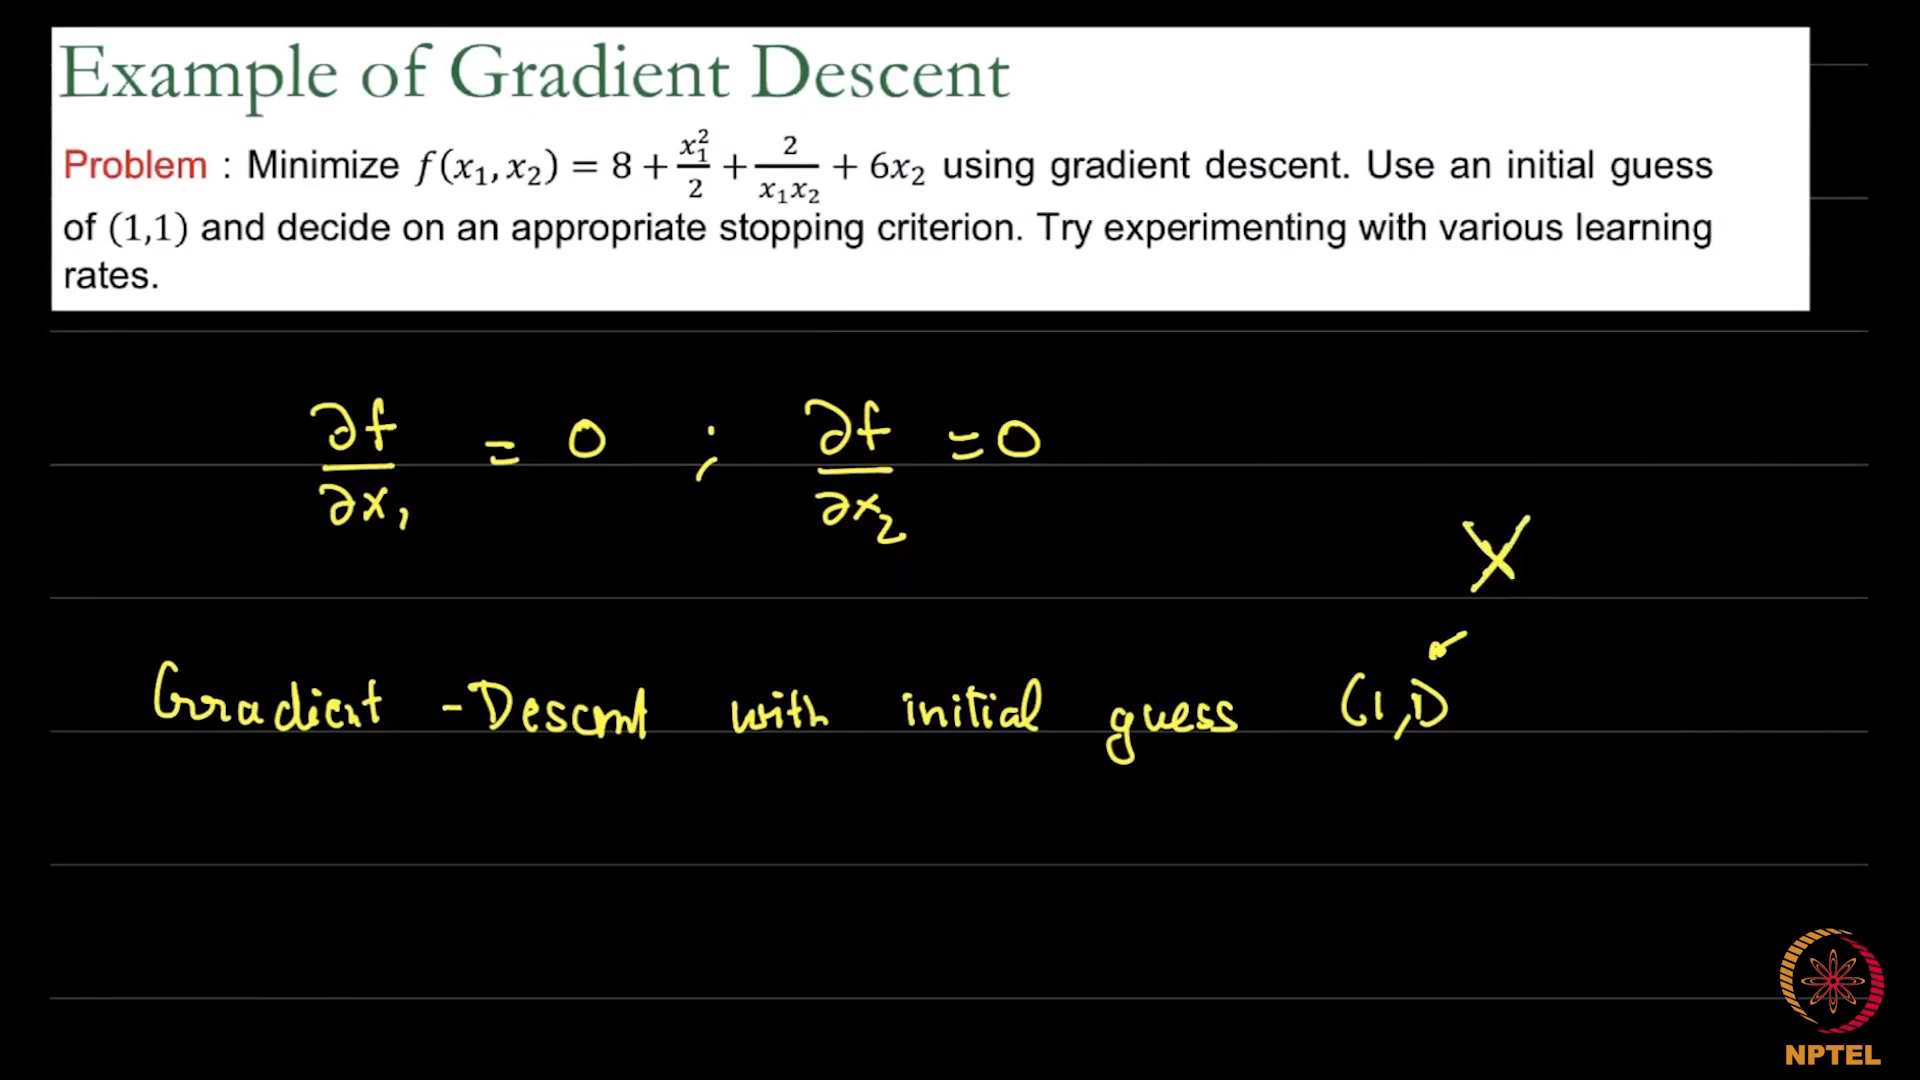 Example of Gradient Descent
Problem : Minimize f(x₁, x₂) = 8 + x₁²/2 + 2/(x₁x₂) + 6x₂ using gradient descent. Use an initial guess
of (1,1) and decide on an appropriate stopping criterion. Try experimenting with various learning
rates.
∂f/∂x₁ = 0 ; ∂f/∂x₂ = 0
X
Gradient - Descent with initial guess (1,1)
NPTEL